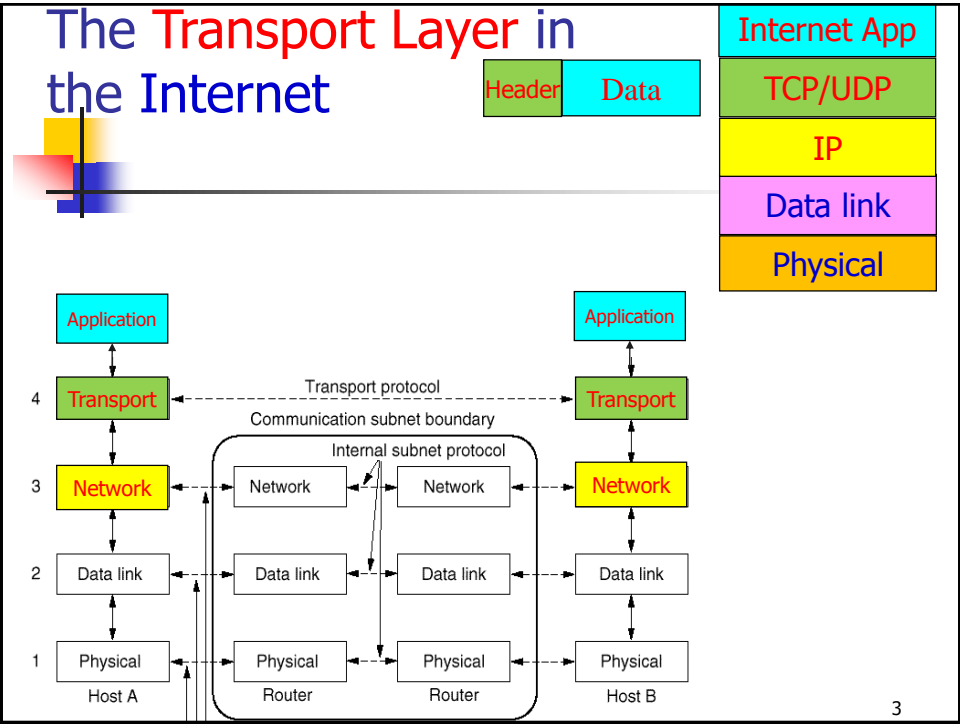 The Transport Layer in
the Internet
Header Data
Internet App
TCP/UDP
IP
Data link
Physical
Application Application
4 Transport Transport protocol Transport
Communication subnet boundary
Internal subnet protocol
3 Network Network Network Network
2 Data link Data link Data link Data link
1 Physical Physical Physical Physical
Host A Router Router Host B
3